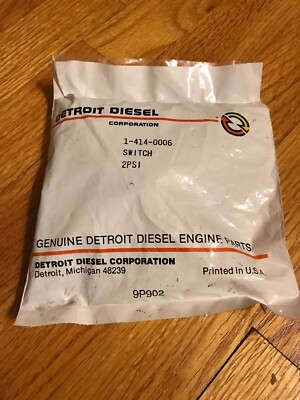 DETROIT DIESEL
CORPORATION
1-414-0006
SWITCH
2PSI
GENUINE DETROIT DIESEL ENGINE PARTS
DETROIT DIESEL CORPORATION
Detroit, Michigan 48239
Printed in U.S.A.
9P902